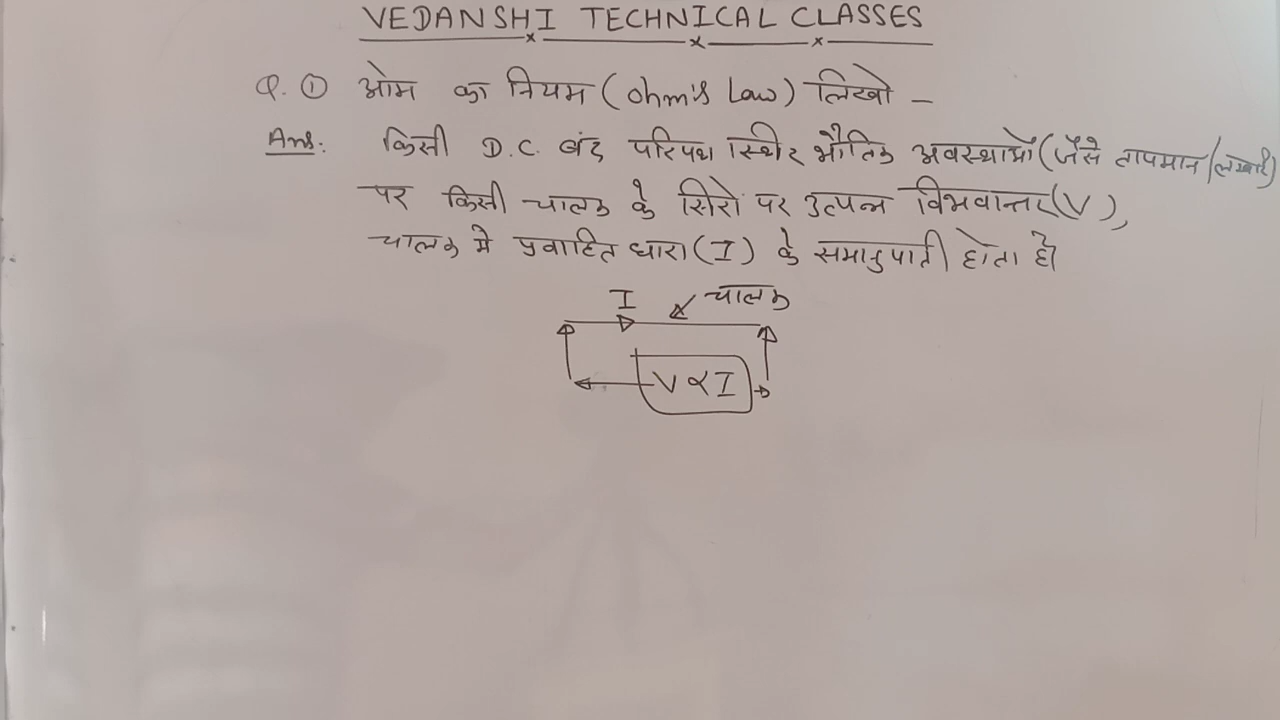 VEDANSHI TECHNICAL CLASSES
Q. ① ओम का नियम (ohm's Law) लिखो -
Ans: किसी D.C. बंद परिपथ स्थिर भौतिक अवस्थाओं (जैसे तापमान/लम्बाई)
पर किसी चालक के सिरों पर उत्पन्न विभवान्तर (V),
चालक मे प्रवाहित धारा (I) के समानुपाती होता है।
I चालक
V ∝ I